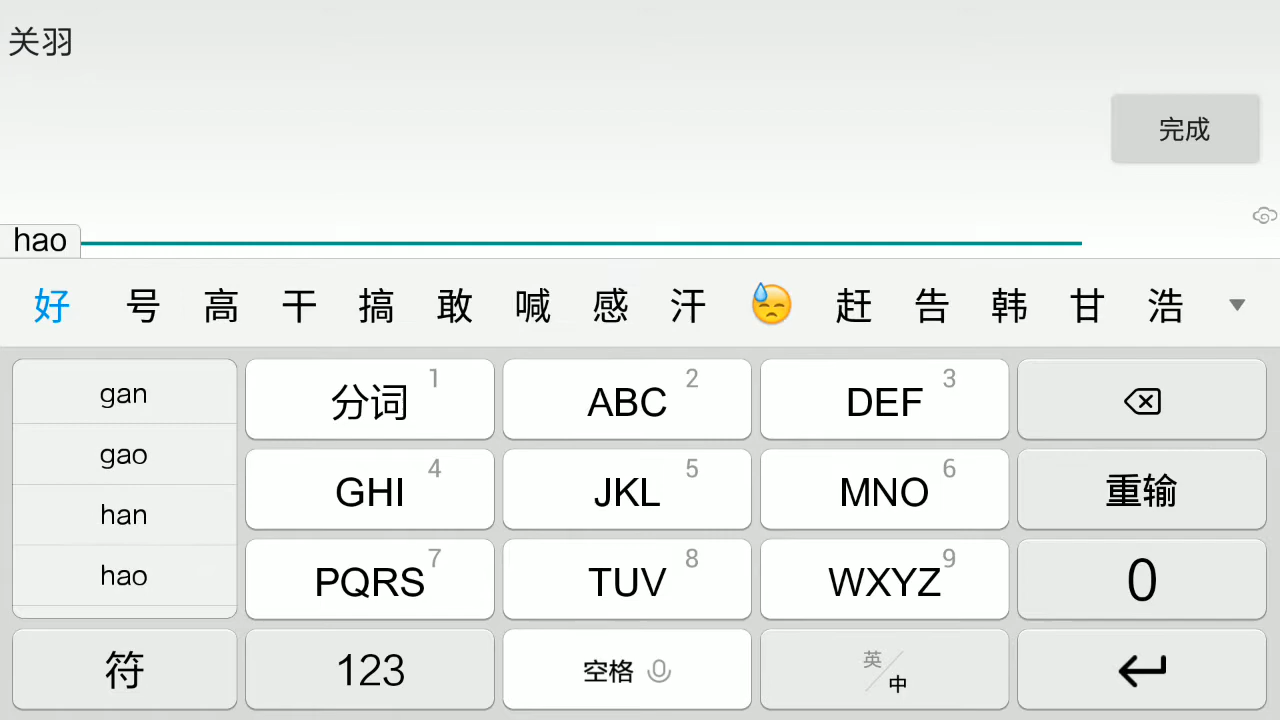 关羽
完成
hao
好 号 高 干 搞 敢 喊 感 汗 赶 告 韩 甘 浩
gan
gao
han
hao
分词 1
ABC 2
DEF 3
GHI 4
JKL 5
MNO 6
重输
PQRS 7
TUV 8
WXYZ 9
0
符
123
空格
英/中